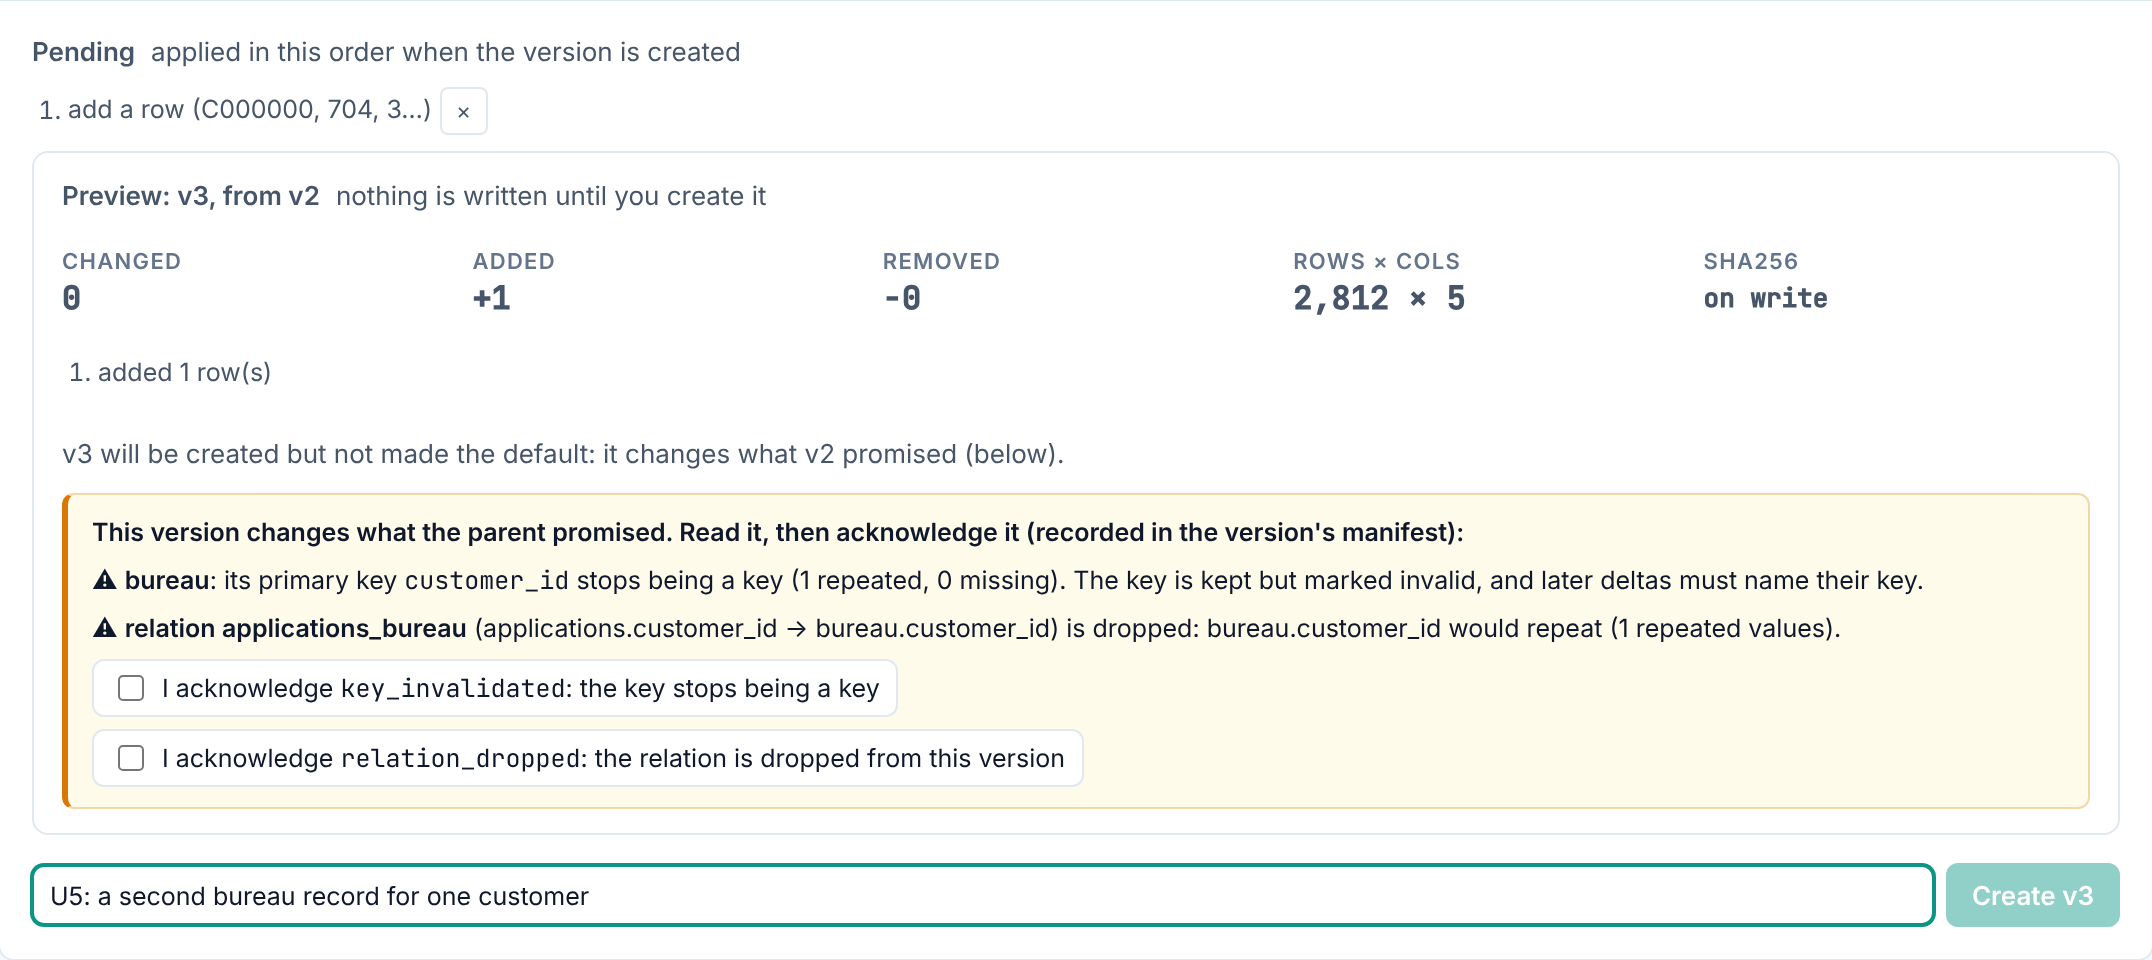 Pending applied in this order when the version is created
1. add a row (C000000, 704, 3...) ×
Preview: v3, from v2 nothing is written until you create it
CHANGED ADDED REMOVED ROWS × COLS SHA256
0 +1 -0 2,812 × 5 on write
1. added 1 row(s)
v3 will be created but not made the default: it changes what v2 promised (below).
This version changes what the parent promised. Read it, then acknowledge it (recorded in the version's manifest):
⚠ bureau: its primary key customer_id stops being a key (1 repeated, 0 missing). The key is kept but marked invalid, and later deltas must name their key.
⚠ relation applications_bureau (applications.customer_id → bureau.customer_id) is dropped: bureau.customer_id would repeat (1 repeated values).
I acknowledge key_invalidated: the key stops being a key
I acknowledge relation_dropped: the relation is dropped from this version
U5: a second bureau record for one customer Create v3